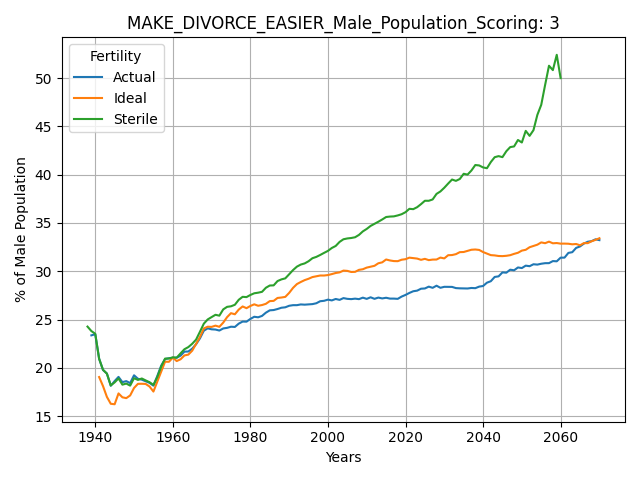 MAKE_DIVORCE_EASIER_Male_Population_Scoring: 3
Fertility
Actual
Ideal
Sterile
% of Male Population
50
45
40
35
30
25
20
15
1940
1960
1980
2000
2020
2040
2060
Years